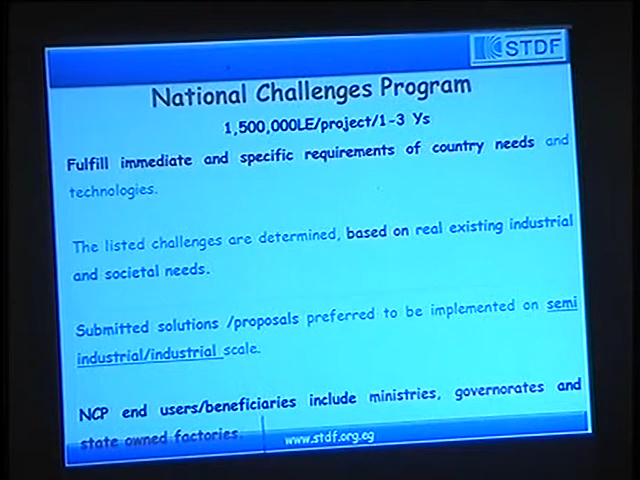 STDF
National Challenges Program
1,500,000LE/project/1-3 Ys
Fulfill immediate and specific requirements of country needs and
technologies.
The listed challenges are determined, based on real existing industrial
and societal needs.
Submitted solutions /proposals preferred to be implemented on semi
industrial/industrial scale.
NCP end users/beneficiaries include ministries, governorates and
state owned factories.
www.stdf.org.eg